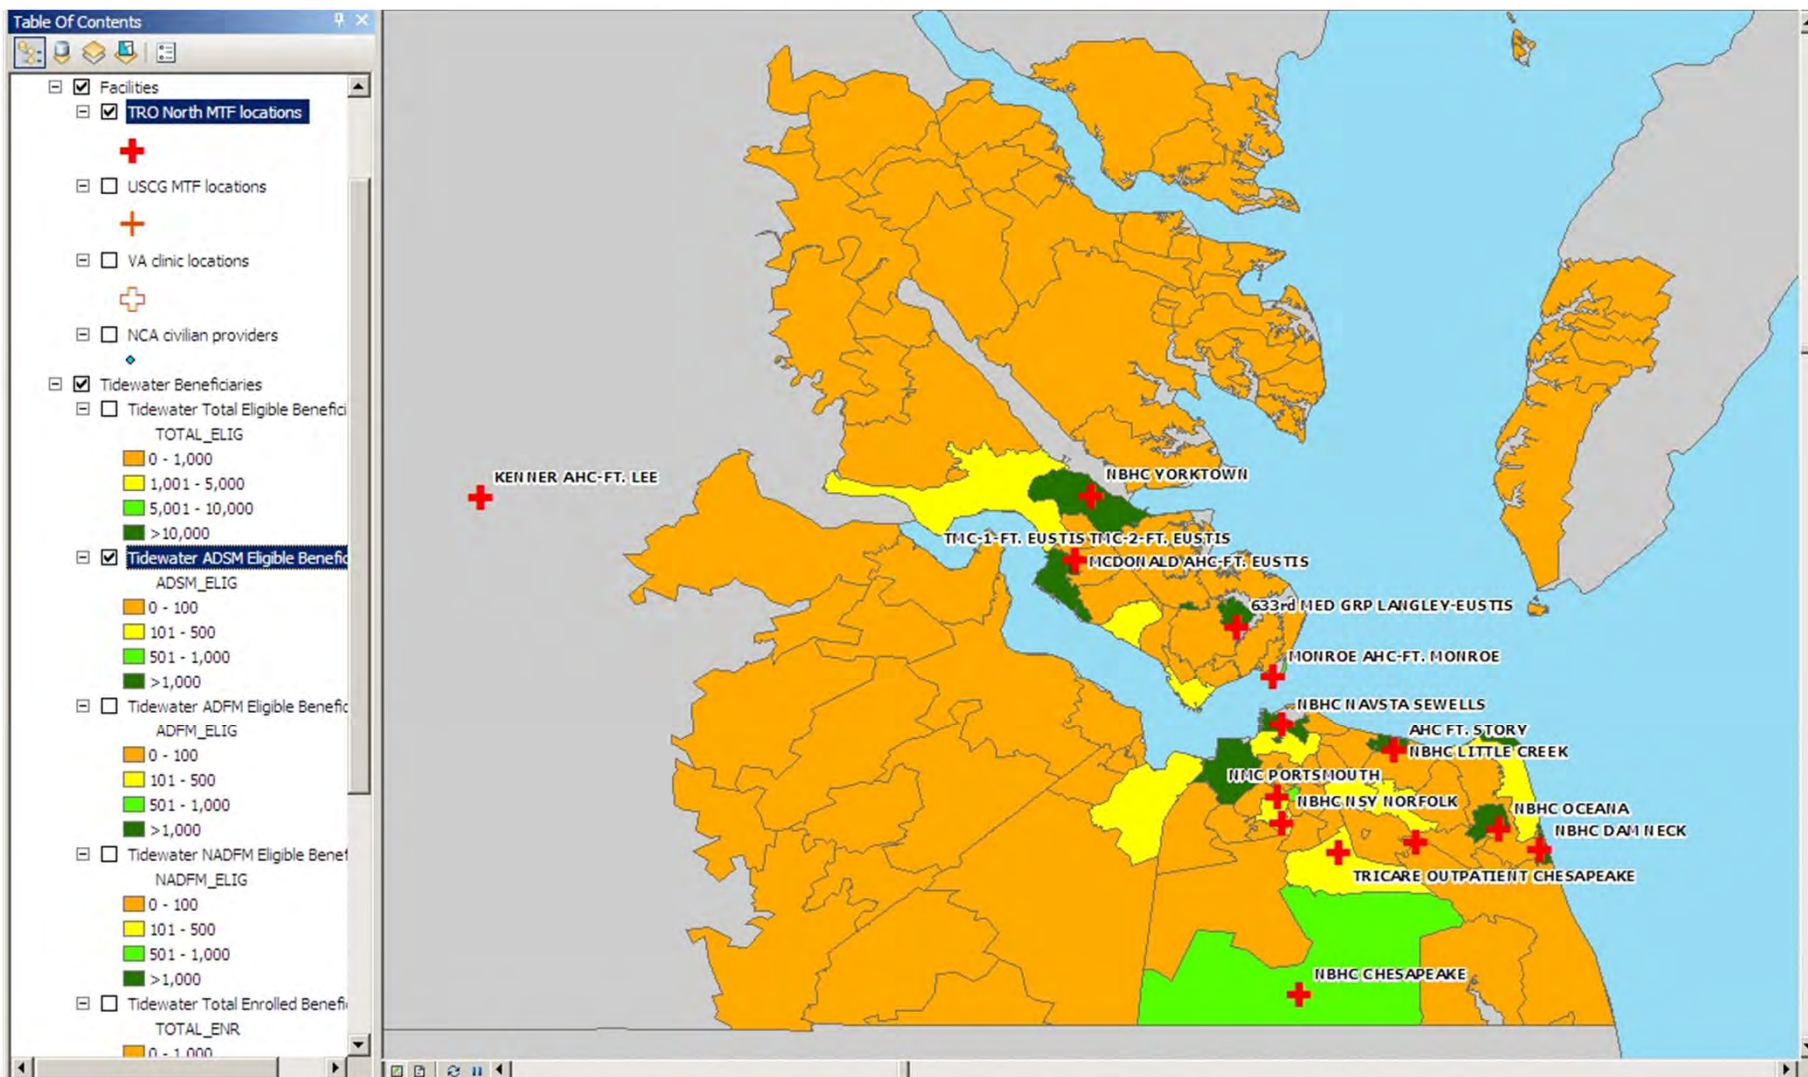 Table Of Contents
Facilities
TRO North MTF locations
USCG MTF locations
VA clinic locations
NCA civilian providers
Tidewater Beneficiaries
Tidewater Total Eligible Benefici
TOTAL_ELIG
0 - 1,000
1,001 - 5,000
5,001 - 10,000
>10,000
Tidewater ADSM Eligible Benefic
ADSM_ELIG
0 - 100
101 - 500
501 - 1,000
>1,000
Tidewater ADFM Eligible Benefic
ADFM_ELIG
0 - 100
101 - 500
501 - 1,000
>1,000
Tidewater NADFM Eligible Benef
NADFM_ELIG
0 - 100
101 - 500
501 - 1,000
>1,000
Tidewater Total Enrolled Benefi
TOTAL_ENR
0 - 1,000
KENNER AHC-FT. LEE
NBHC YORKTOWN
TMC-1-FT. EUSTIS TMC-2-FT. EUSTIS
MCDONALD AHC-FT. EUSTIS
633rd MED GRP LANGLEY-EUSTIS
MONROE AHC-FT. MONROE
NBHC NAVSTA SEWELLS
AHC FT. STORY
NBHC LITTLE CREEK
NMC PORTSMOUTH
NBHC NSY NORFOLK
NBHC OCEANA
NBHC DAM NECK
TRICARE OUTPATIENT CHESAPEAKE
NBHC CHESAPEAKE